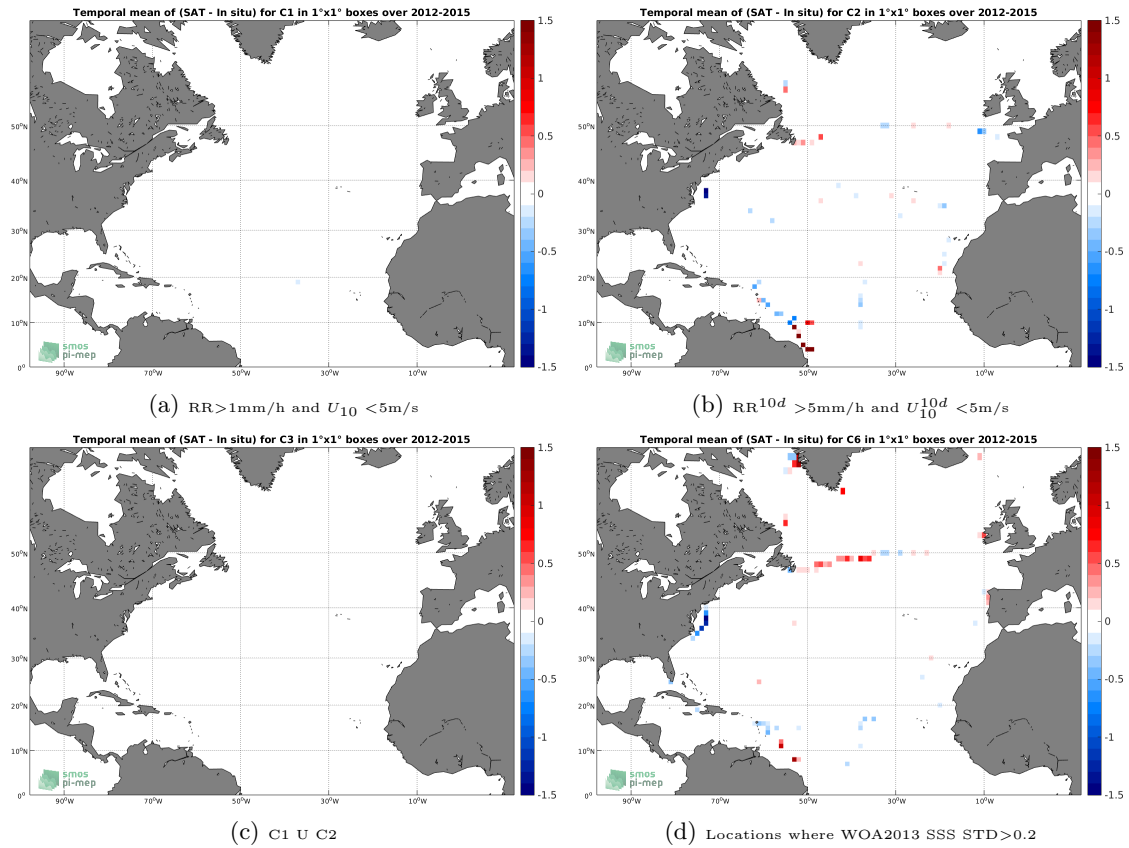 Temporal mean of (SAT - In situ) for C1 in 1°x1° boxes over 2012-2015
50°N
40°N
30°N
20°N
10°N
0°
90°W
70°W
50°W
30°W
10°W
1.5
1
0.5
0
-0.5
-1
-1.5
smos
pi-mep
(a) RR>1mm/h and U10 <5m/s
Temporal mean of (SAT - In situ) for C2 in 1°x1° boxes over 2012-2015
50°N
40°N
30°N
20°N
10°N
0°
90°W
70°W
50°W
30°W
10°W
1.5
1
0.5
0
-0.5
-1
-1.5
smos
pi-mep
(b) RR^10d >5mm/h and U10^10d <5m/s
Temporal mean of (SAT - In situ) for C3 in 1°x1° boxes over 2012-2015
50°N
40°N
30°N
20°N
10°N
0°
90°W
70°W
50°W
30°W
10°W
1.5
1
0.5
0
-0.5
-1
-1.5
smos
pi-mep
(c) C1 U C2
Temporal mean of (SAT - In situ) for C6 in 1°x1° boxes over 2012-2015
50°N
40°N
30°N
20°N
10°N
0°
90°W
70°W
50°W
30°W
10°W
1.5
1
0.5
0
-0.5
-1
-1.5
smos
pi-mep
(d) Locations where WOA2013 SSS STD>0.2